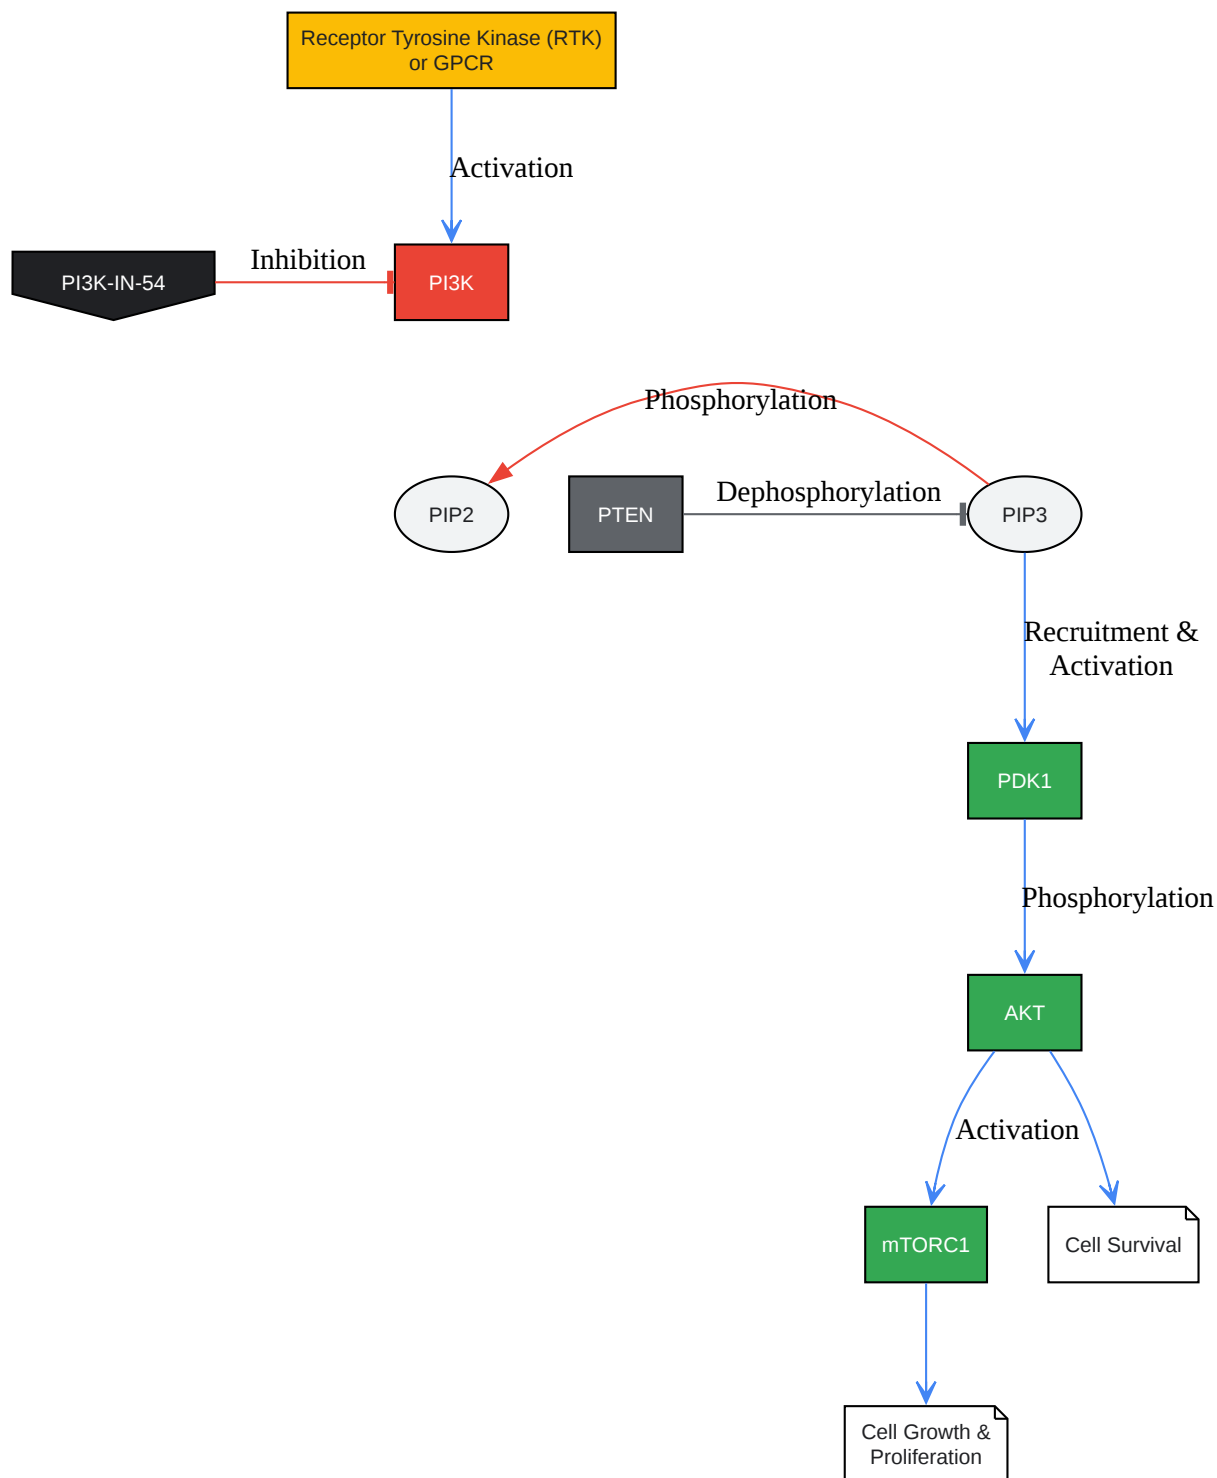 Receptor Tyrosine Kinase (RTK)
or GPCR
Activation
Inhibition
PI3K-IN-54
PI3K
Phosphorylation
Dephosphorylation
PIP2
PTEN
PIP3
Recruitment &
Activation
PDK1
Phosphorylation
AKT
Activation
mTORC1
Cell Survival
Cell Growth &
Proliferation